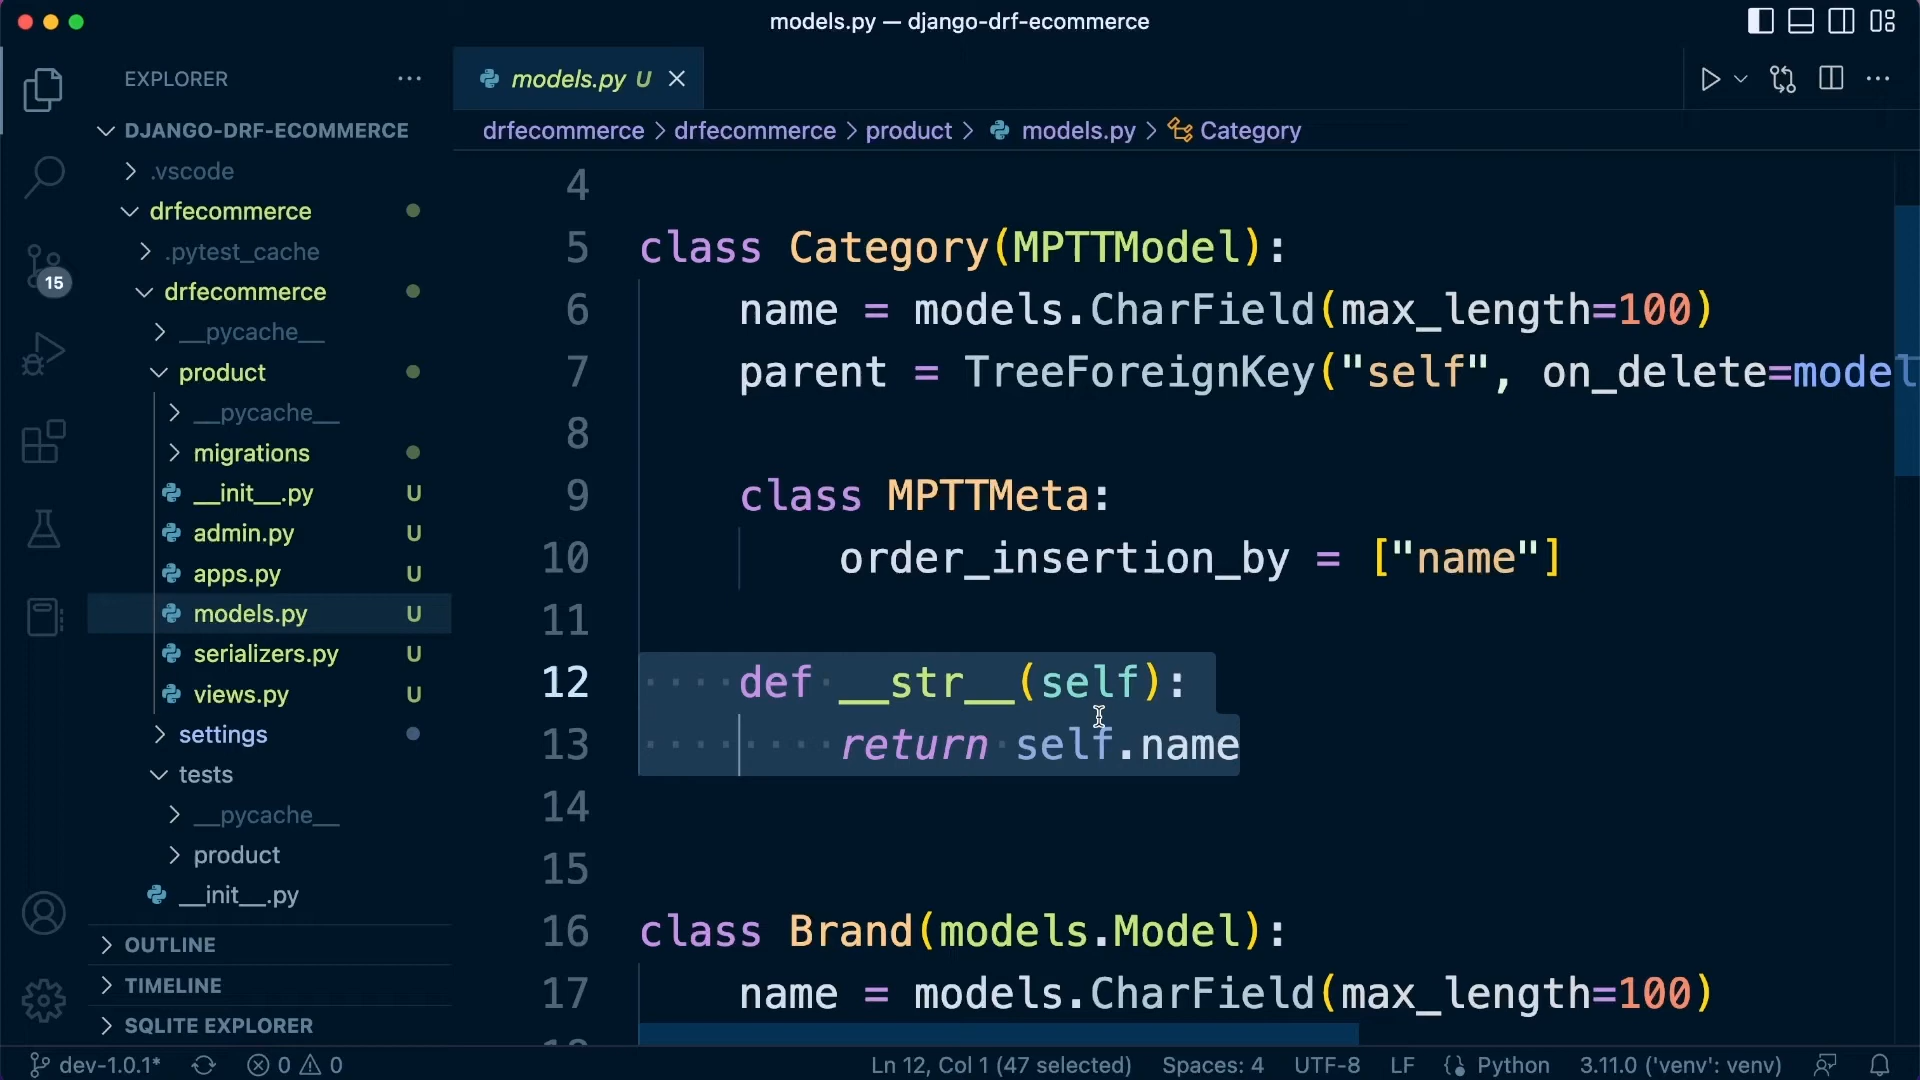 models.py — django-drf-ecommerce
EXPLORER
models.py U
DJANGO-DRF-ECOMMERCE
drfecommerce > drfecommerce > product > models.py > Category
.vscode
drfecommerce
.pytest_cache
drfecommerce
__pycache__
product
__pycache__
migrations
__init__.py U
admin.py U
apps.py U
models.py U
serializers.py U
views.py U
settings
tests
__pycache__
product
__init__.py
OUTLINE
TIMELINE
SQLITE EXPLORER
15
4
5 class Category(MPTTModel):
6 name = models.CharField(max_length=100)
7 parent = TreeForeignKey("self", on_delete=model
8
9 class MPTTMeta:
10 order_insertion_by = ["name"]
11
12 ····def·__str__(self):
13 ········return·self.name
14
15
16 class Brand(models.Model):
17 name = models.CharField(max_length=100)
dev-1.0.1* 0 0 Ln 12, Col 1 (47 selected) Spaces: 4 UTF-8 LF Python 3.11.0 ('venv': venv)